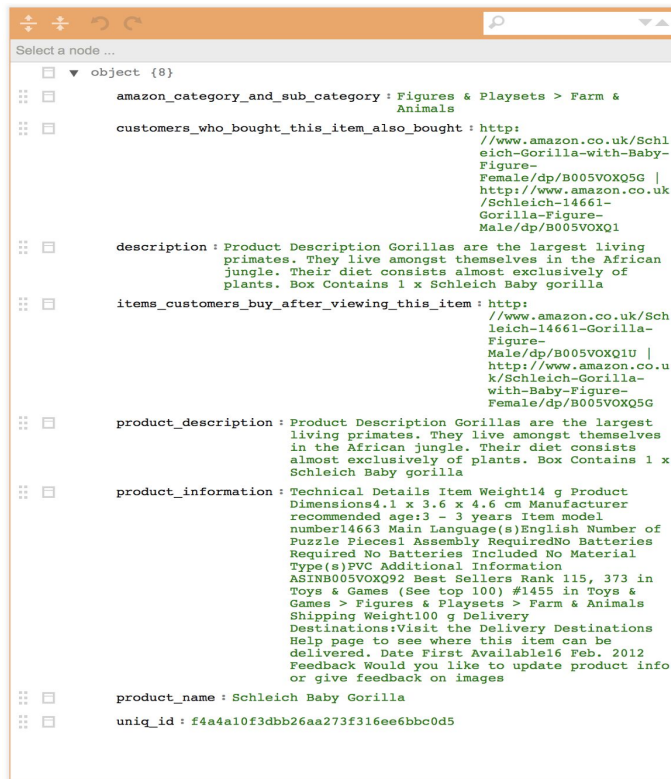 Select a node ...
object {8}
amazon_category_and_sub_category : Figures & Playsets > Farm &
Animals
customers_who_bought_this_item_also_bought : http:
//www.amazon.co.uk/Schl
eich-Gorilla-with-Baby-
Figure-
Female/dp/B005VOXQ5G |
http://www.amazon.co.uk
/Schleich-14661-
Gorilla-Figure-
Male/dp/B005VOXQ1
description : Product Description Gorillas are the largest living
primates. They live amongst themselves in the African
jungle. Their diet consists almost exclusively of
plants. Box Contains 1 x Schleich Baby gorilla
items_customers_buy_after_viewing_this_item : http:
//www.amazon.co.uk/Sch
leich-14661-Gorilla-
Figure-
Male/dp/B005VOXQ1U |
http://www.amazon.co.u
k/Schleich-Gorilla-
with-Baby-Figure-
Female/dp/B005VOXQ5G
product_description : Product Description Gorillas are the largest
living primates. They live amongst themselves
in the African jungle. Their diet consists
almost exclusively of plants. Box Contains 1 x
Schleich Baby gorilla
product_information : Technical Details Item Weight14 g Product
Dimensions4.1 x 3.6 x 4.6 cm Manufacturer
recommended age:3 - 3 years Item model
number14663 Main Language(s)English Number of
Puzzle Pieces1 Assembly RequiredNo Batteries
Required No Batteries Included No Material
Type(s)PVC Additional Information
ASINB005VOXQ92 Best Sellers Rank 115, 373 in
Toys & Games (See top 100) #1455 in Toys &
Games > Figures & Playsets > Farm & Animals
Shipping Weight100 g Delivery
Destinations:Visit the Delivery Destinations
Help page to see where this item can be
delivered. Date First Available16 Feb. 2012
Feedback Would you like to update product info
or give feedback on images
product_name : Schleich Baby Gorilla
uniq_id : f4a4a10f3dbb26aa273f316ee6bbc0d5